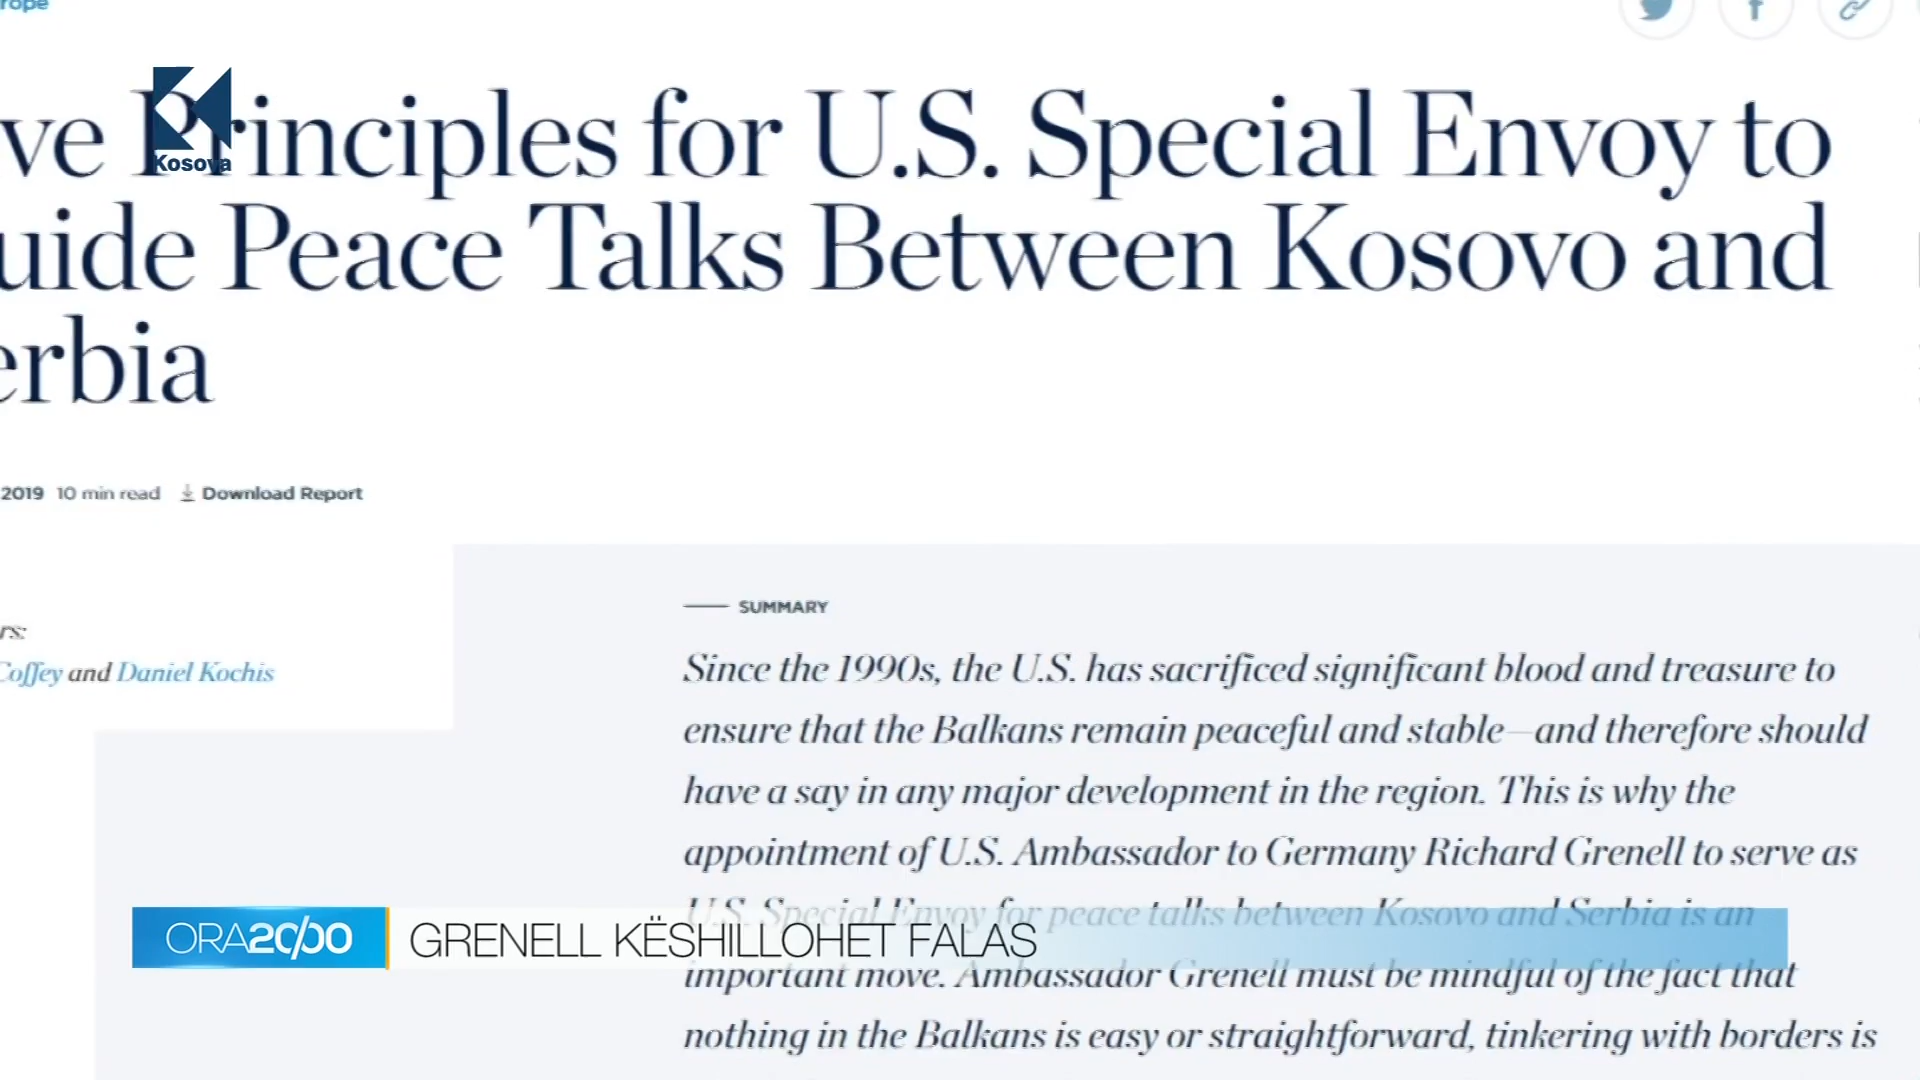 rope
ve Principles for U.S. Special Envoy to
uide Peace Talks Between Kosovo and
erbia
Kosova
2019 10 min read Download Report
SUMMARY
rs:
Coffey and Daniel Kochis
Since the 1990s, the U.S. has sacrificed significant blood and treasure to
ensure that the Balkans remain peaceful and stable—and therefore should
have a say in any major development in the region. This is why the
appointment of U.S. Ambassador to Germany Richard Grenell to serve as
U.S. Special Envoy for peace talks between Kosovo and Serbia is an
important move. Ambassador Grenell must be mindful of the fact that
nothing in the Balkans is easy or straightforward, tinkering with borders is
ORA20/00 GRENELL KËSHILLOHET FALAS